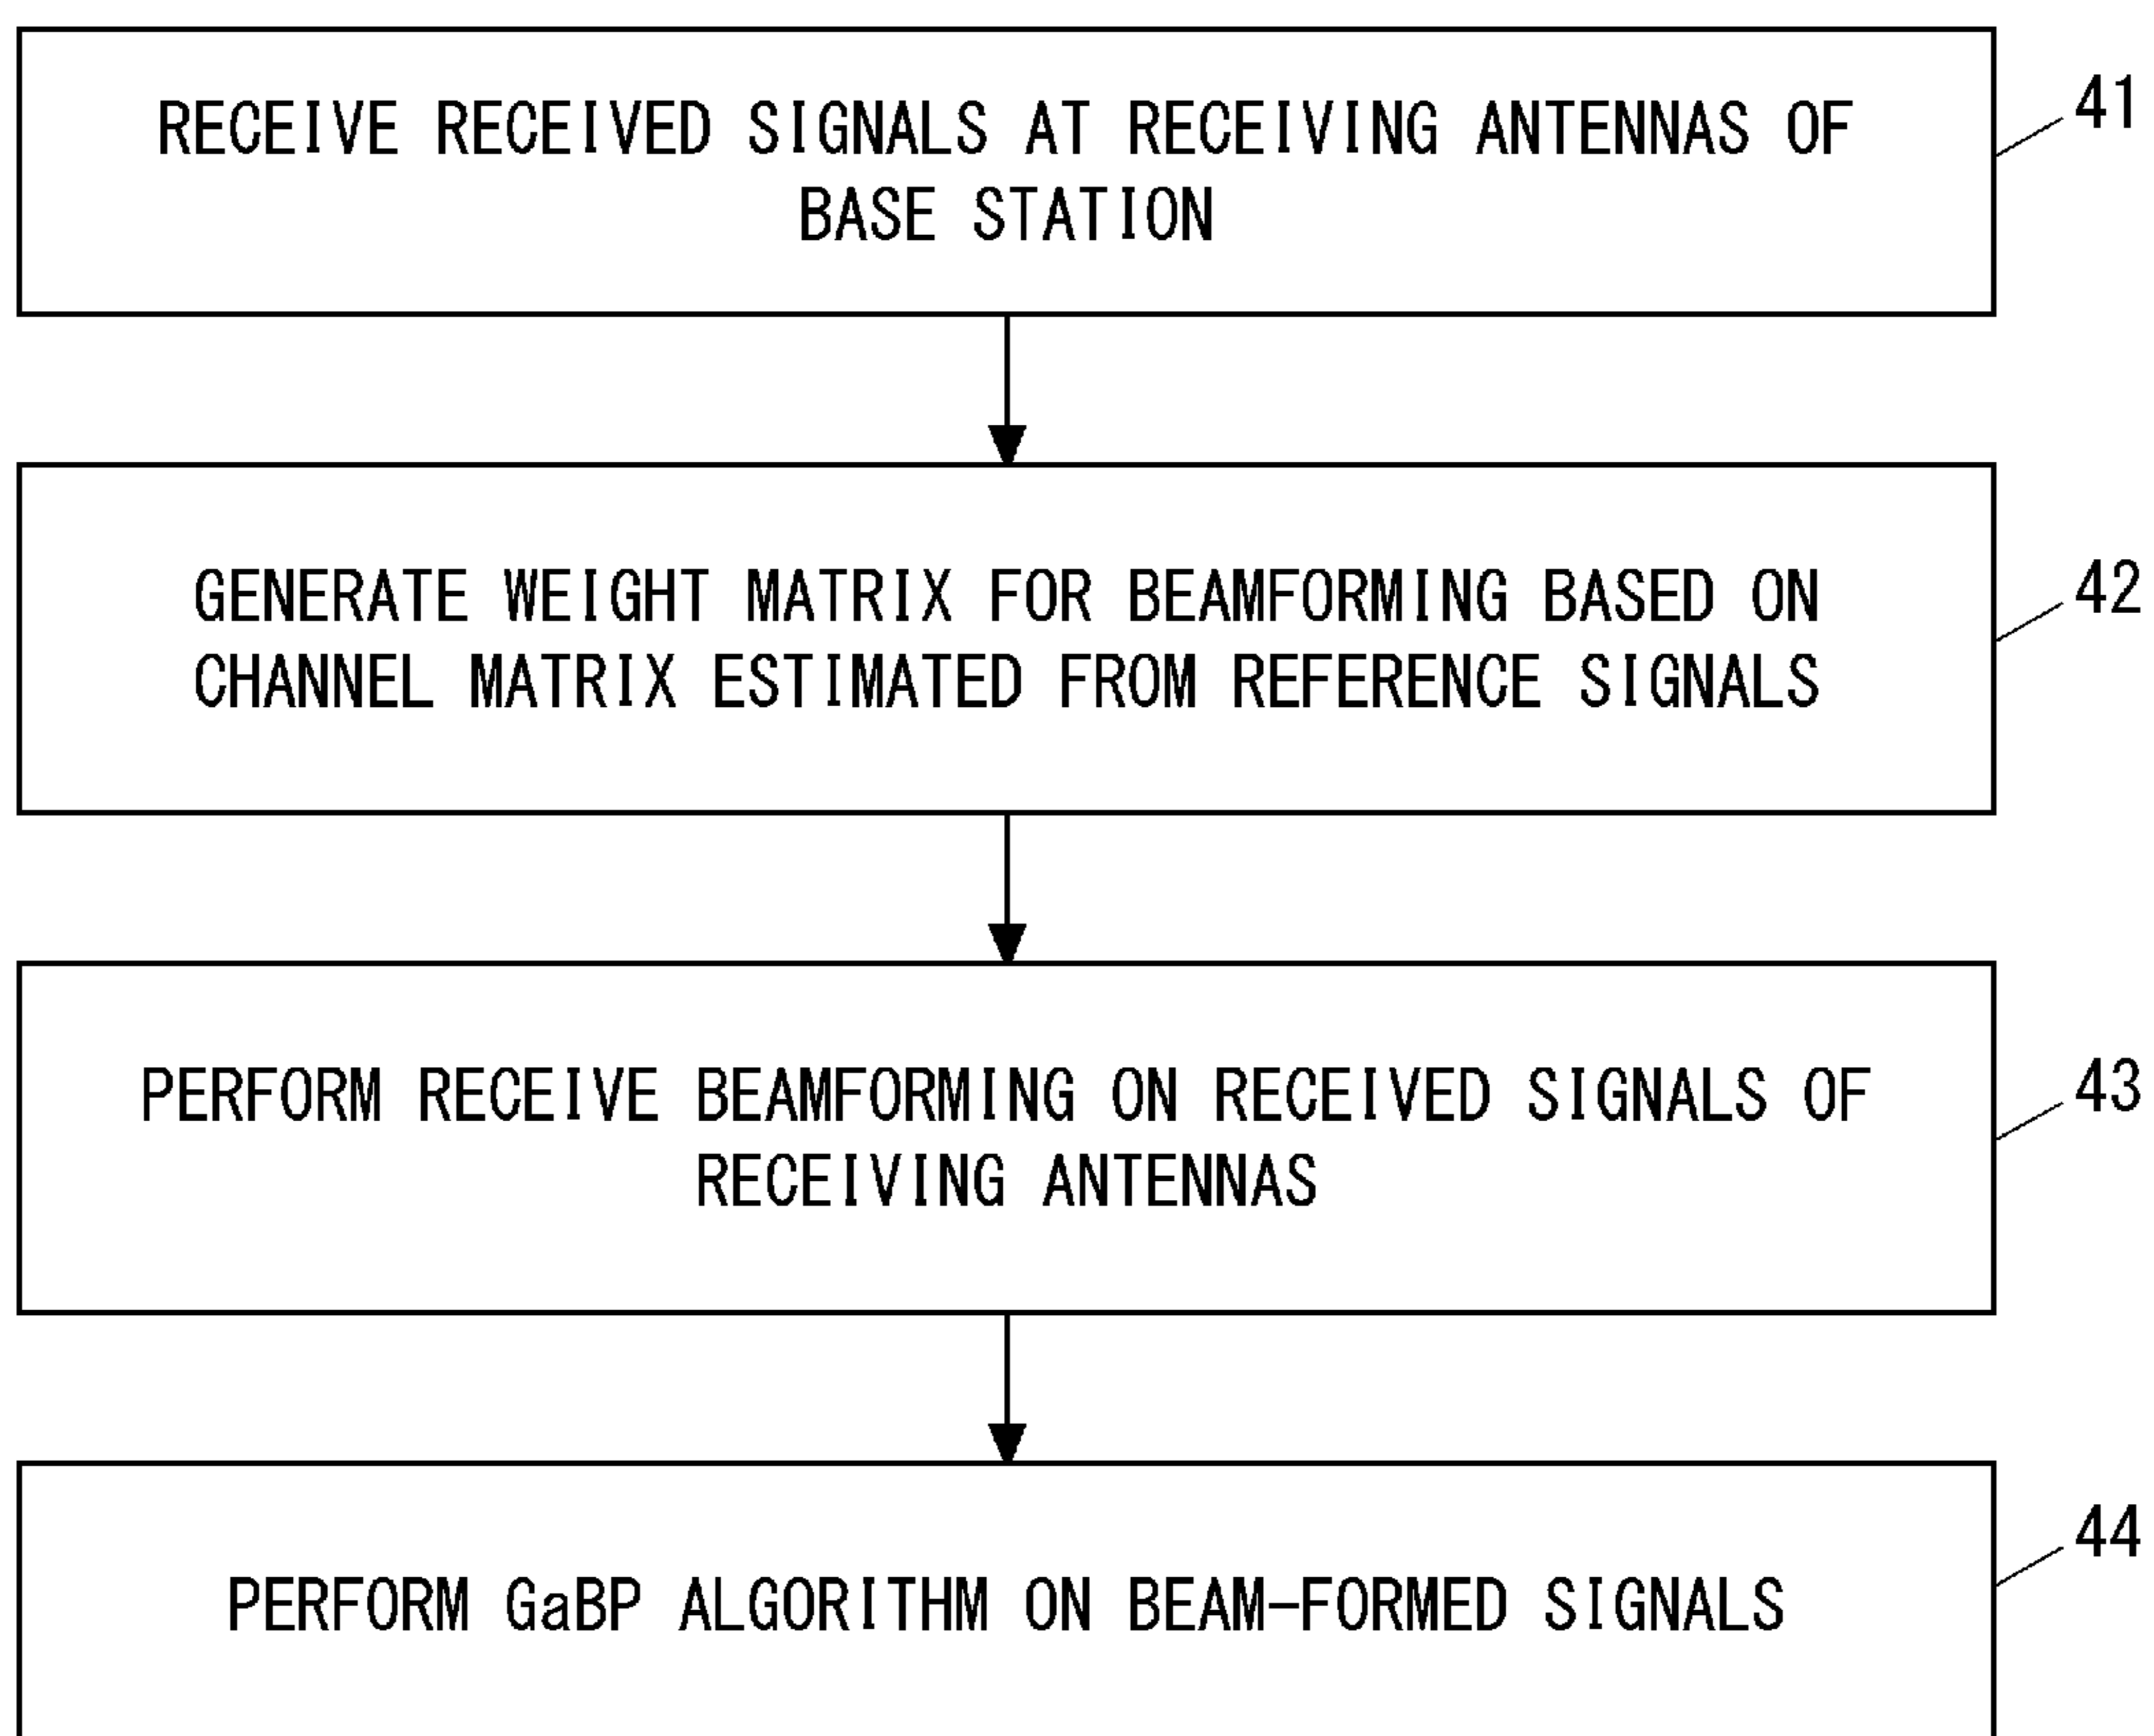 RECEIVE RECEIVED SIGNALS AT RECEIVING ANTENNAS OF
BASE STATION
41
GENERATE WEIGHT MATRIX FOR BEAMFORMING BASED ON
CHANNEL MATRIX ESTIMATED FROM REFERENCE SIGNALS
42
PERFORM RECEIVE BEAMFORMING ON RECEIVED SIGNALS OF
RECEIVING ANTENNAS
43
PERFORM GaBP ALGORITHM ON BEAM-FORMED SIGNALS
44